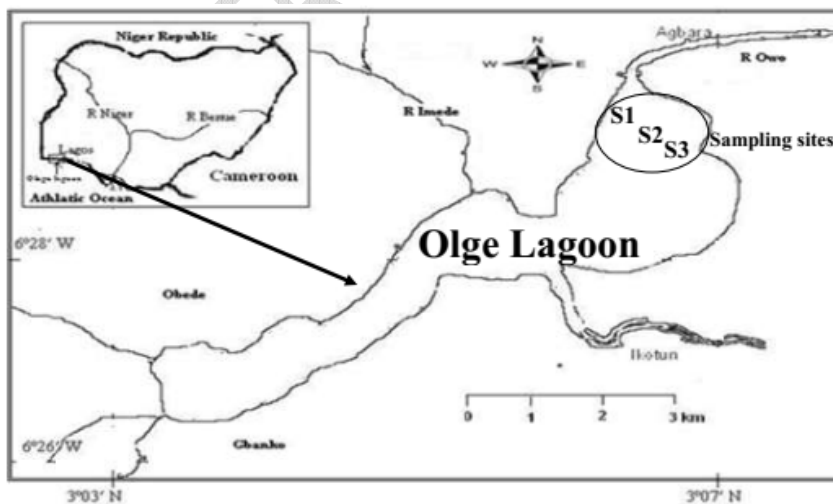 Niger Republic
R Niger
R Benue
Lagos
Cameroon
Athlatic Ocean
N
W E
S
Agbara
R Owo
R Imede
S1
S2
S3
Sampling sites
Olge Lagoon
6°28' W
Obede
Ikotun
0 1 2 3 km
Gbanko
6°26' W
3°03' N
3°07' N